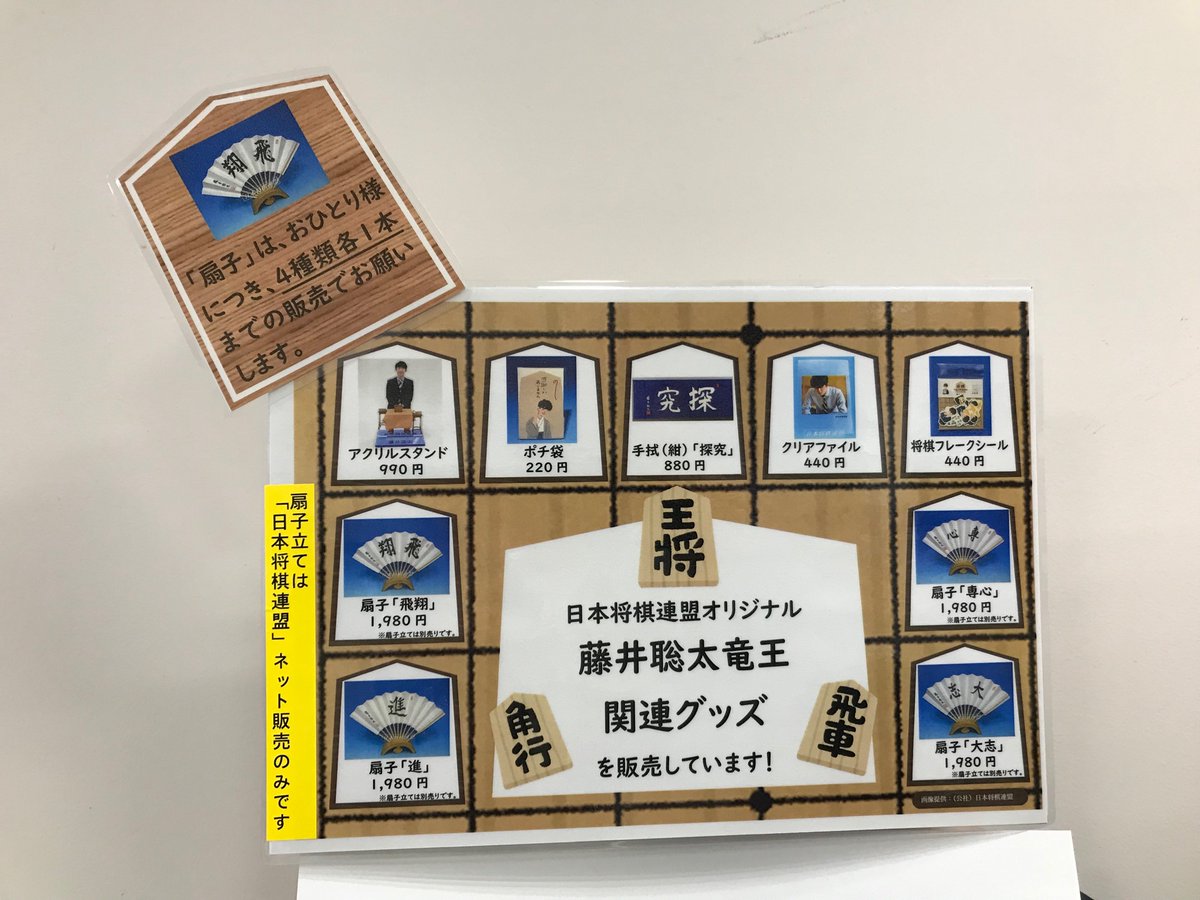 飛翔
「扇子」は、おひとり様
につき、4種類各1本
までの販売でお願い
します。
アクリルスタンド
990円
ポチ袋
220円
探究
手拭(紺)「探究」
880円
クリアファイル
440円
将棋フレークシール
440円
扇子立ては
「日本将棋連盟」ネット販売のみです
飛翔
扇子「飛翔」
1,980円
※扇子立ては別売りです。
王将
日本将棋連盟オリジナル
藤井聡太竜王
関連グッズ
を販売しています!
角行
飛車
専心
扇子「専心」
1,980円
※扇子立ては別売りです。
進
扇子「進」
1,980円
※扇子立ては別売りです。
大志
扇子「大志」
1,980円
※扇子立ては別売りです。
画像提供:(公社)日本将棋連盟